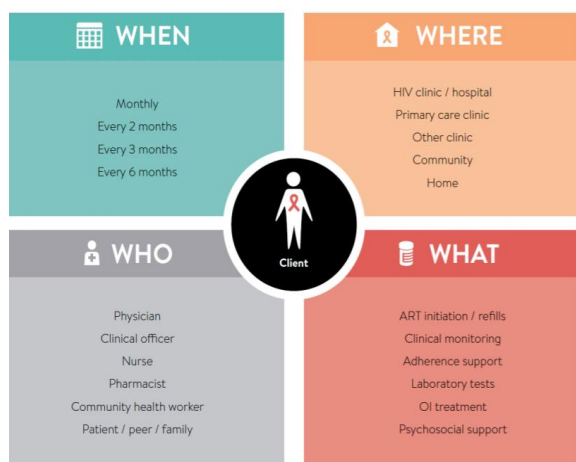 WHEN
Monthly
Every 2 months
Every 3 months
Every 6 months
WHERE
HIV clinic / hospital
Primary care clinic
Other clinic
Community
Home
Client
WHO
Physician
Clinical officer
Nurse
Pharmacist
Community health worker
Patient / peer / family
WHAT
ART initiation / refills
Clinical monitoring
Adherence support
Laboratory tests
OI treatment
Psychosocial support